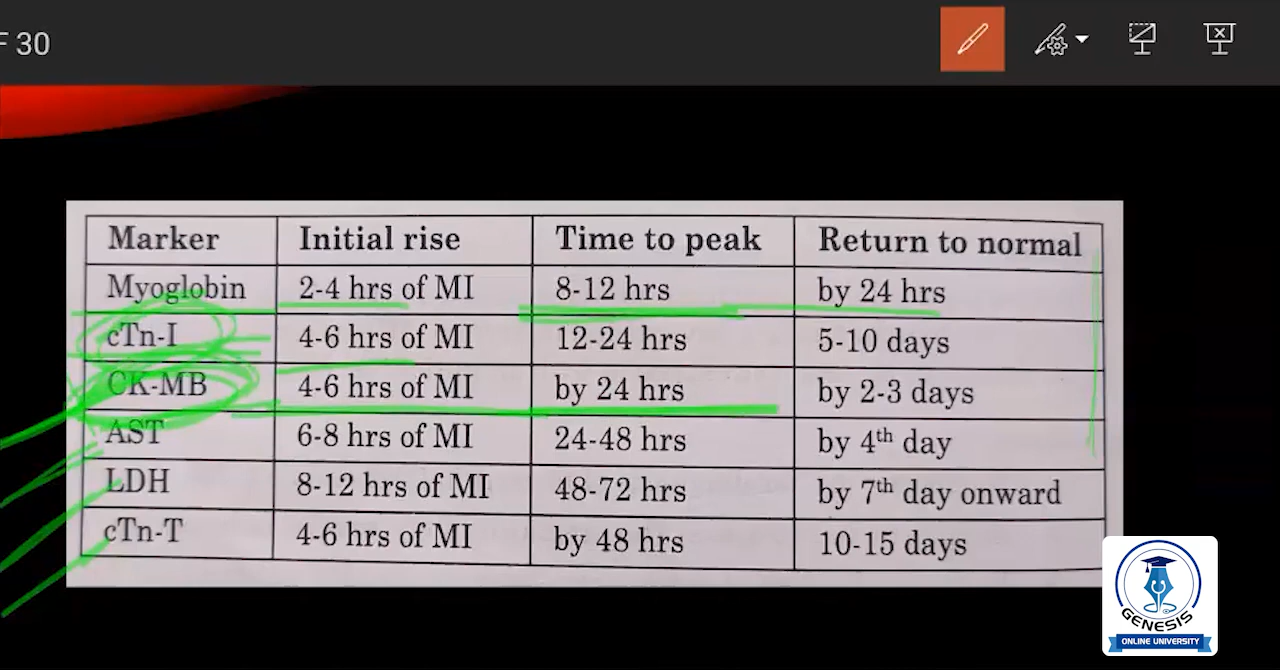 F 30
Marker Initial rise Time to peak Return to normal
Myoglobin 2-4 hrs of MI 8-12 hrs by 24 hrs
cTn-I 4-6 hrs of MI 12-24 hrs 5-10 days
CK-MB 4-6 hrs of MI by 24 hrs by 2-3 days
AST 6-8 hrs of MI 24-48 hrs by 4th day
LDH 8-12 hrs of MI 48-72 hrs by 7th day onward
cTn-T 4-6 hrs of MI by 48 hrs 10-15 days
GENESIS
ONLINE UNIVERSITY